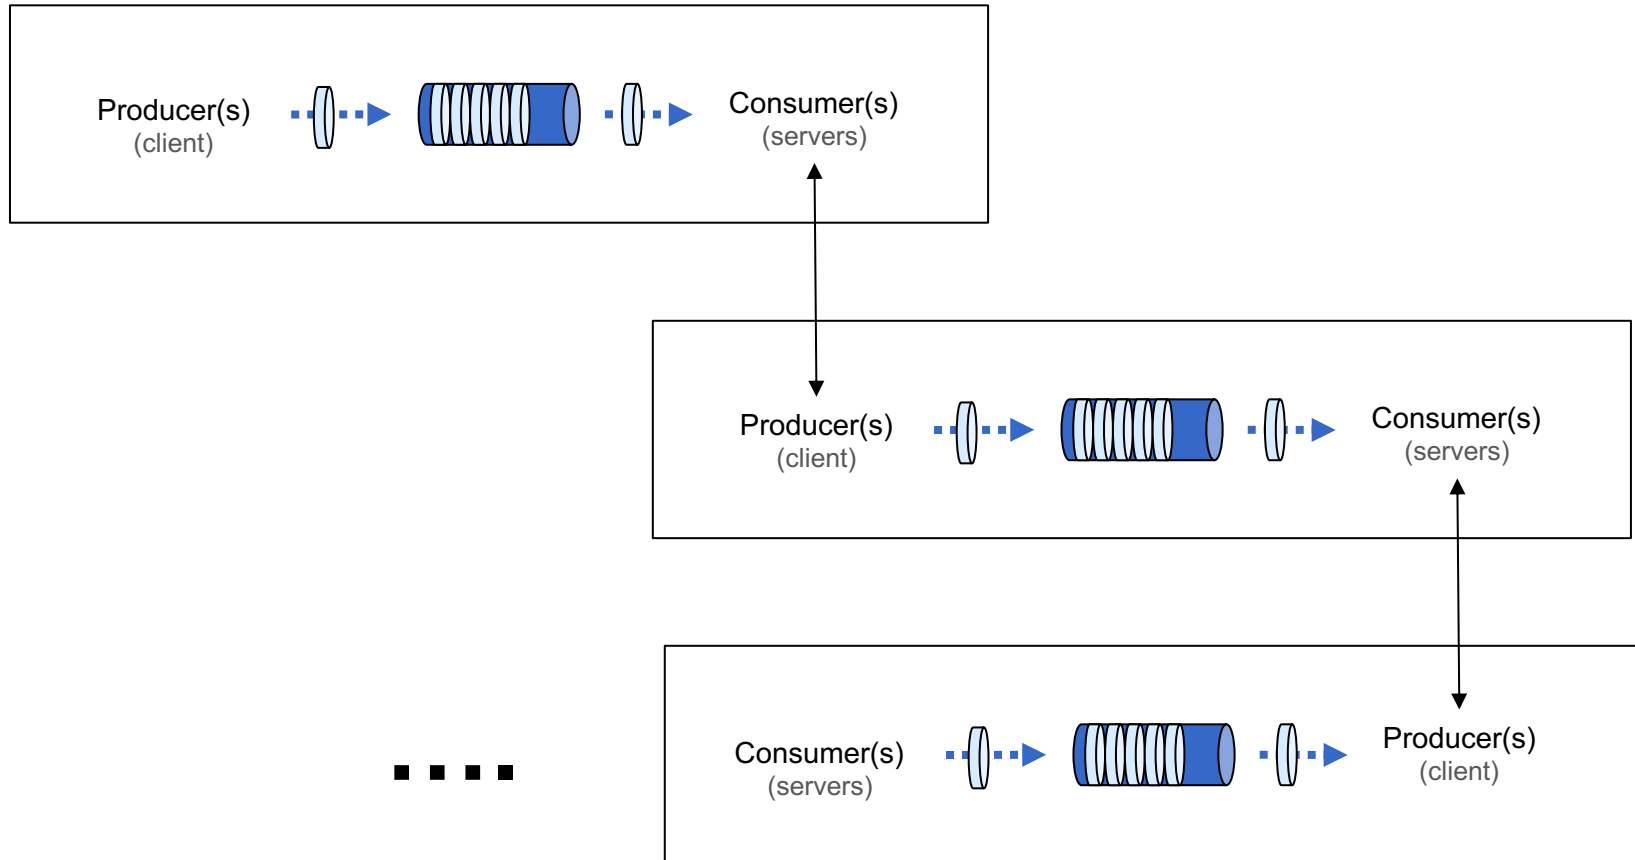 Producer(s)
(client)
Consumer(s)
(servers)
Producer(s)
(client)
Consumer(s)
(servers)
Consumer(s)
(servers)
Producer(s)
(client)